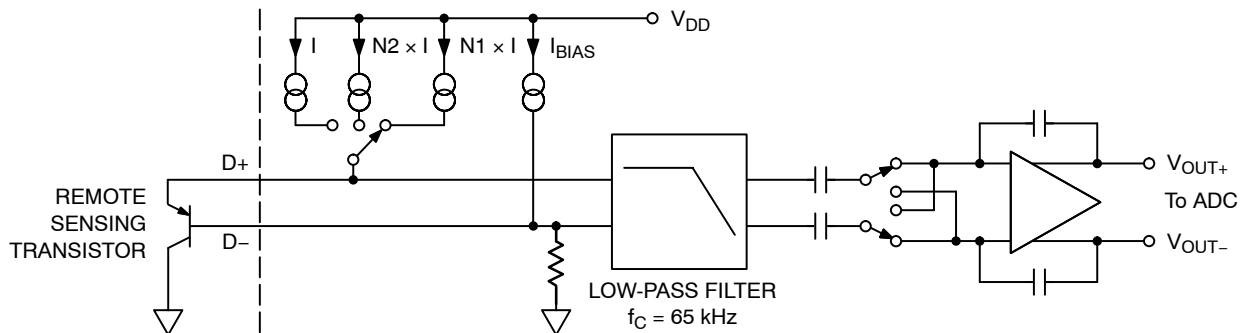 V_DD
I
N2 × I
N1 × I
I_BIAS
D+
REMOTE
SENSING
TRANSISTOR
D−
LOW-PASS FILTER
f_C = 65 kHz
V_OUT+
To ADC
V_OUT−